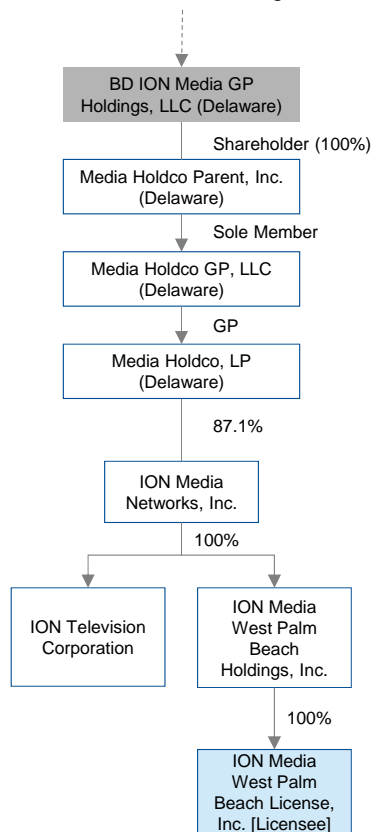 BD ION Media GP
Holdings, LLC (Delaware)
Shareholder (100%)
Media Holdco Parent, Inc.
(Delaware)
Sole Member
Media Holdco GP, LLC
(Delaware)
GP
Media Holdco, LP
(Delaware)
87.1%
ION Media
Networks, Inc.
100%
ION Television
Corporation
ION Media
West Palm
Beach
Holdings, Inc.
100%
ION Media
West Palm
Beach License,
Inc. [Licensee]